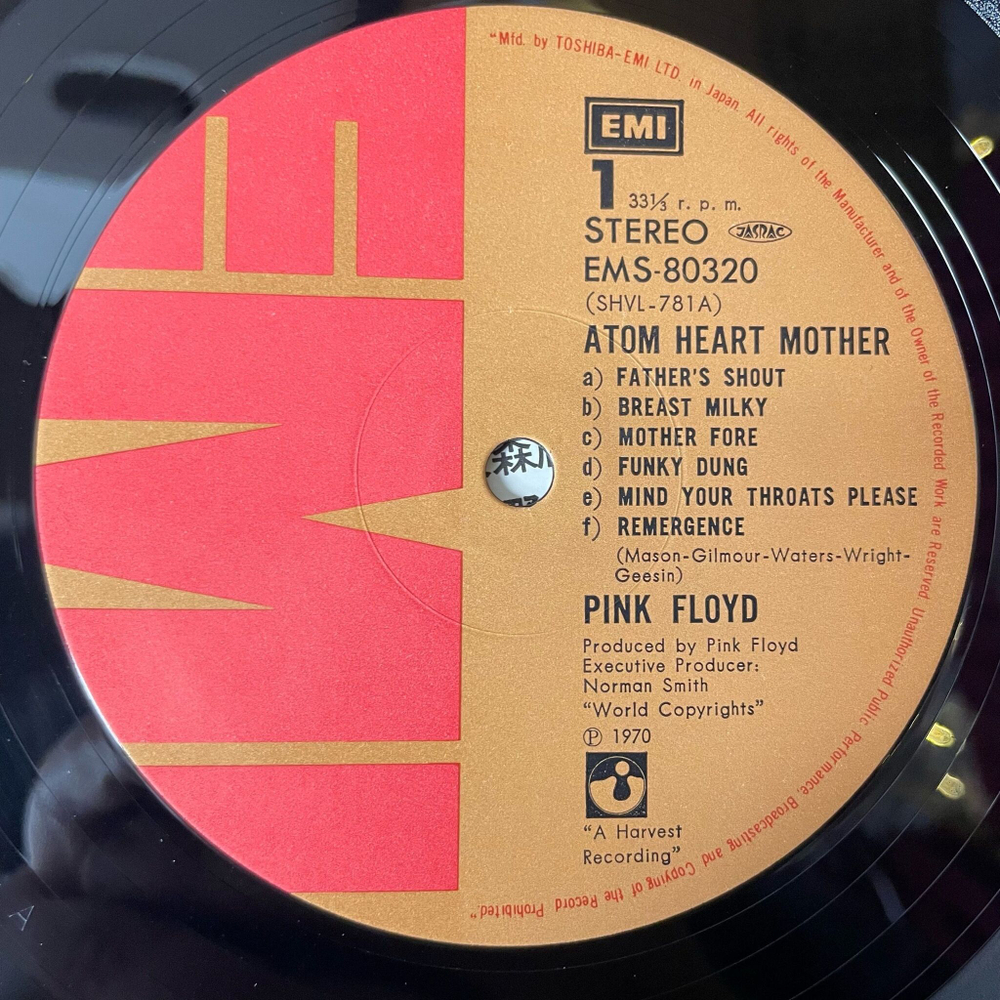 "Mfd. by TOSHIBA-EMI LTD. in Japan. All rights of the Manufacturer and of the Owner of the Recorded Work are Reserved. Unauthorized Public Performance, Broadcasting and Copying of the Record Prohibited."
EMI
1 33⅓ r. p. m.
STEREO JASRAC
EMS-80320
(SHVL-781A)
ATOM HEART MOTHER
a) FATHER'S SHOUT
b) BREAST MILKY
c) MOTHER FORE
d) FUNKY DUNG
e) MIND YOUR THROATS PLEASE
f) REMERGENCE
(Mason-Gilmour-Waters-Wright-
Geesin)
PINK FLOYD
Produced by Pink Floyd
Executive Producer:
Norman Smith
"World Copyrights"
℗ 1970
"A Harvest
Recording"
EMI
森
A